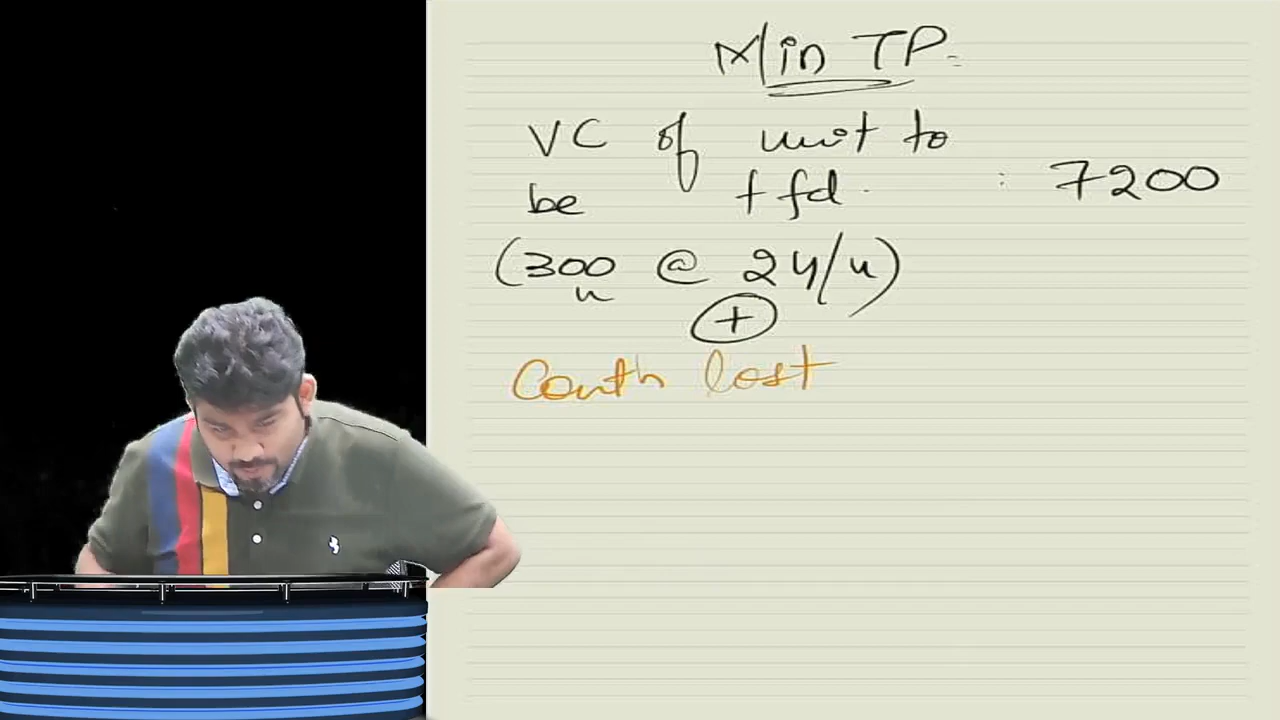 Min TP
VC of unit to
be tfd. : 7200
(300 @ 24/u)
u
+
Contn lost